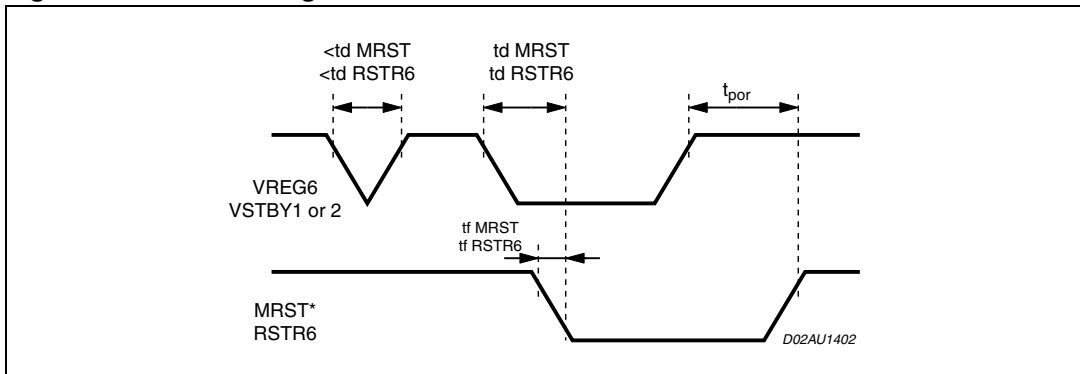 <td MRST
<td RSTR6
td MRST
td RSTR6
tpor
VREG6
VSTBY1 or 2
tf MRST
tf RSTR6
MRST*
RSTR6
D02AU1402